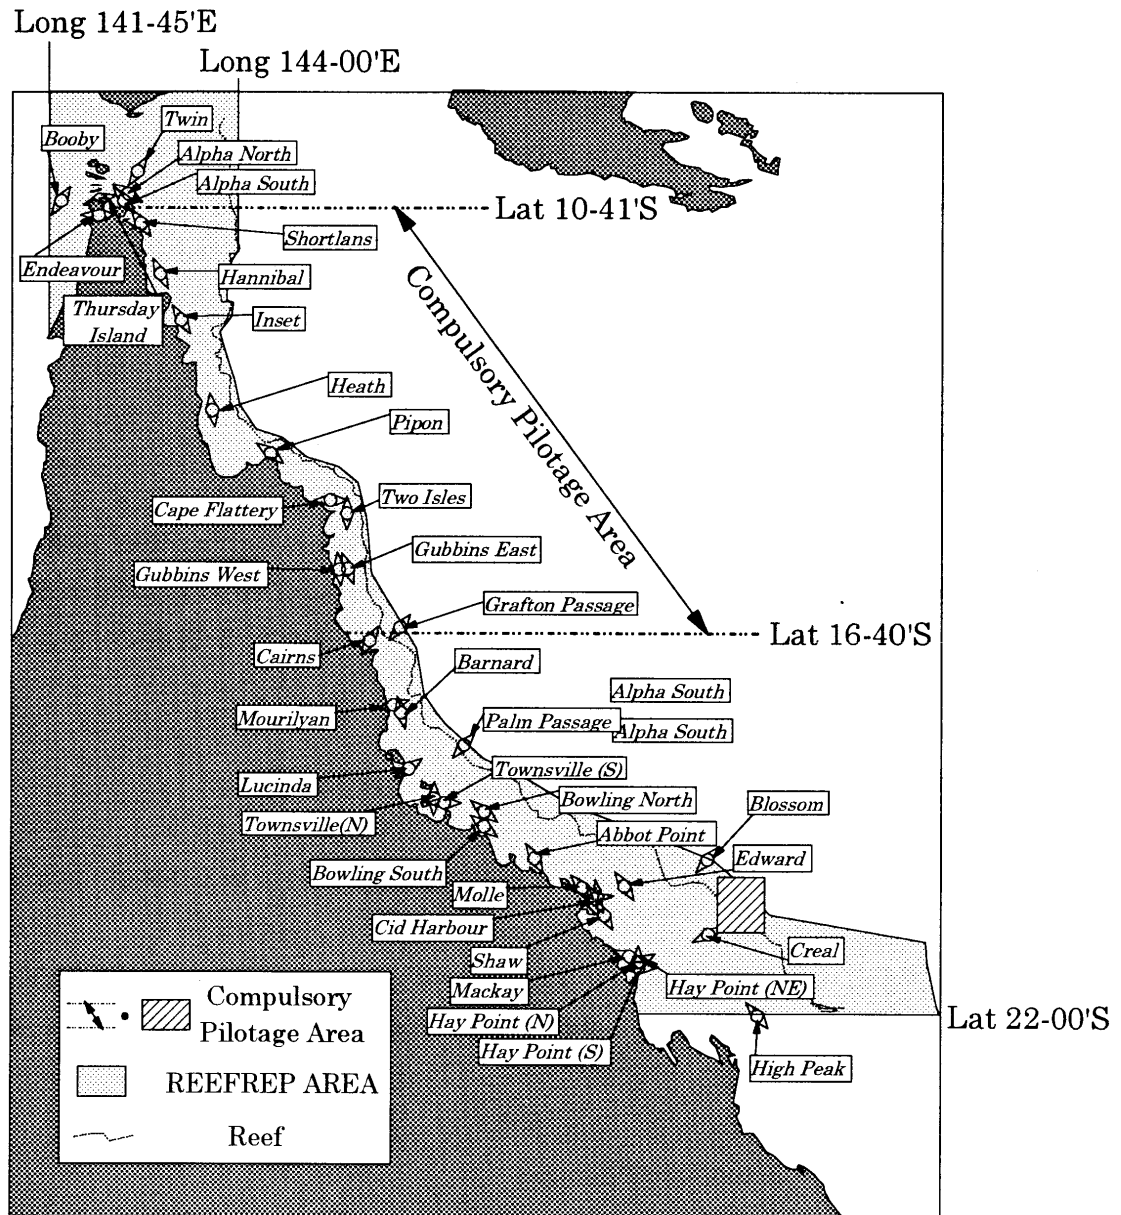 Long 141-45'E
Long 144-00'E
Twin
Booby
Alpha North
Alpha South
Lat 10-41'S
Shortlans
Endeavour
Hannibal
Thursday
Island
Inset
Compulsory Pilotage Area
Heath
Pipon
Two Isles
Cape Flattery
Gubbins East
Gubbins West
Grafton Passage
Lat 16-40'S
Cairns
Barnard
Alpha South
Mourilyan
Palm Passage
Alpha South
Townsville (S)
Lucinda
Bowling North
Blossom
Townsville(N)
Abbot Point
Edward
Bowling South
Molle
Cid Harbour
Creal
Shaw
Mackay
Hay Point (NE)
Hay Point (N)
Lat 22-00'S
Hay Point (S)
High Peak
Compulsory
Pilotage Area
REEFREP AREA
Reef